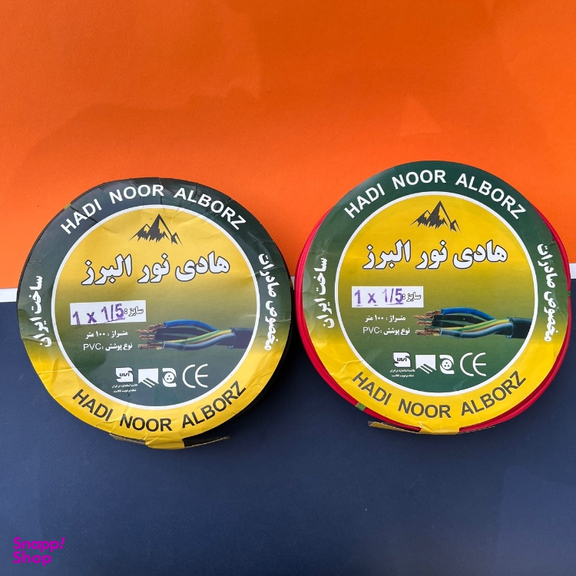 HADI NOOR ALBORZ
هادی نور البرز
سایز: 1 x 1/5
متراژ: ۱۰۰ متر
نوع پوشش: PVC
CE
ساخت ایران
مخصوص صادرات
HADI NOOR ALBORZ
HADI NOOR ALBORZ
هادی نور البرز
سایز: 1 x 1/5
متراژ: ۱۰۰ متر
نوع پوشش: PVC
CE
ساخت ایران
مخصوص صادرات
HADI NOOR ALBORZ
Snapp!
Shop